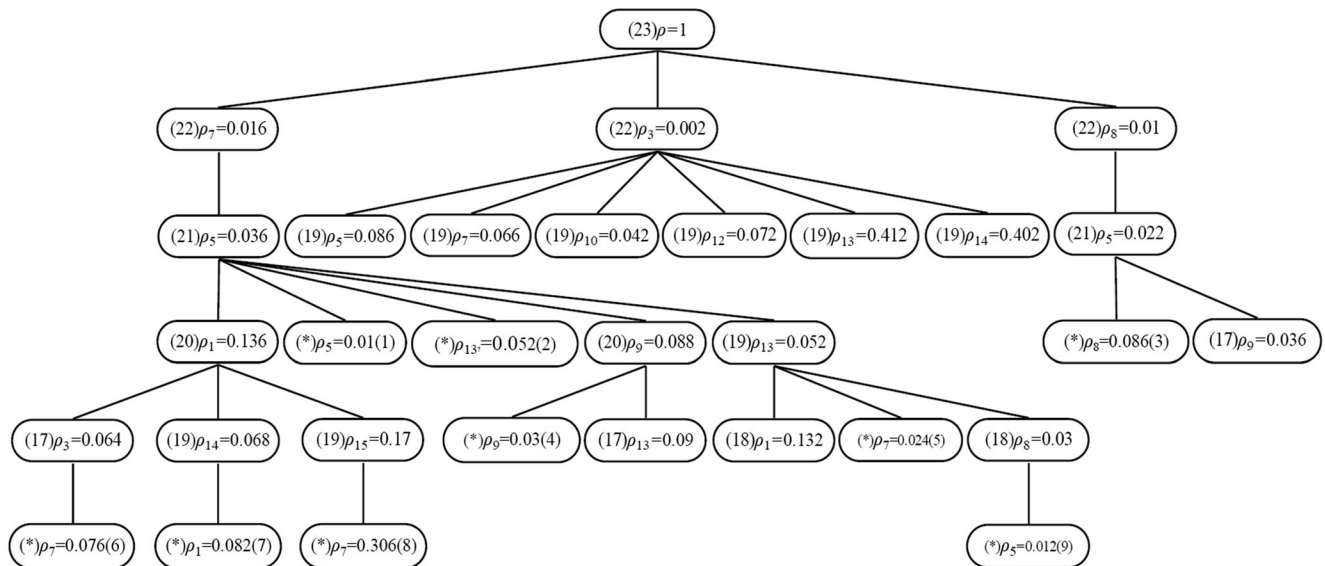 (23)ρ=1
(22)ρ₇=0.016
(22)ρ₃=0.002
(22)ρ₈=0.01
(21)ρ₅=0.036
(19)ρ₅=0.086
(19)ρ₇=0.066
(19)ρ₁₀=0.042
(19)ρ₁₂=0.072
(19)ρ₁₃=0.412
(19)ρ₁₄=0.402
(21)ρ₅=0.022
(20)ρ₁=0.136
(*)ρ₅=0.01(1)
(*)ρ₁₃,=0.052(2)
(20)ρ₉=0.088
(19)ρ₁₃=0.052
(*)ρ₈=0.086(3)
(17)ρ₉=0.036
(17)ρ₃=0.064
(19)ρ₁₄=0.068
(19)ρ₁₅=0.17
(*)ρ₉=0.03(4)
(17)ρ₁₃=0.09
(18)ρ₁=0.132
(*)ρ₇=0.024(5)
(18)ρ₈=0.03
(*)ρ₇=0.076(6)
(*)ρ₁=0.082(7)
(*)ρ₇=0.306(8)
(*)ρ₅=0.012(9)